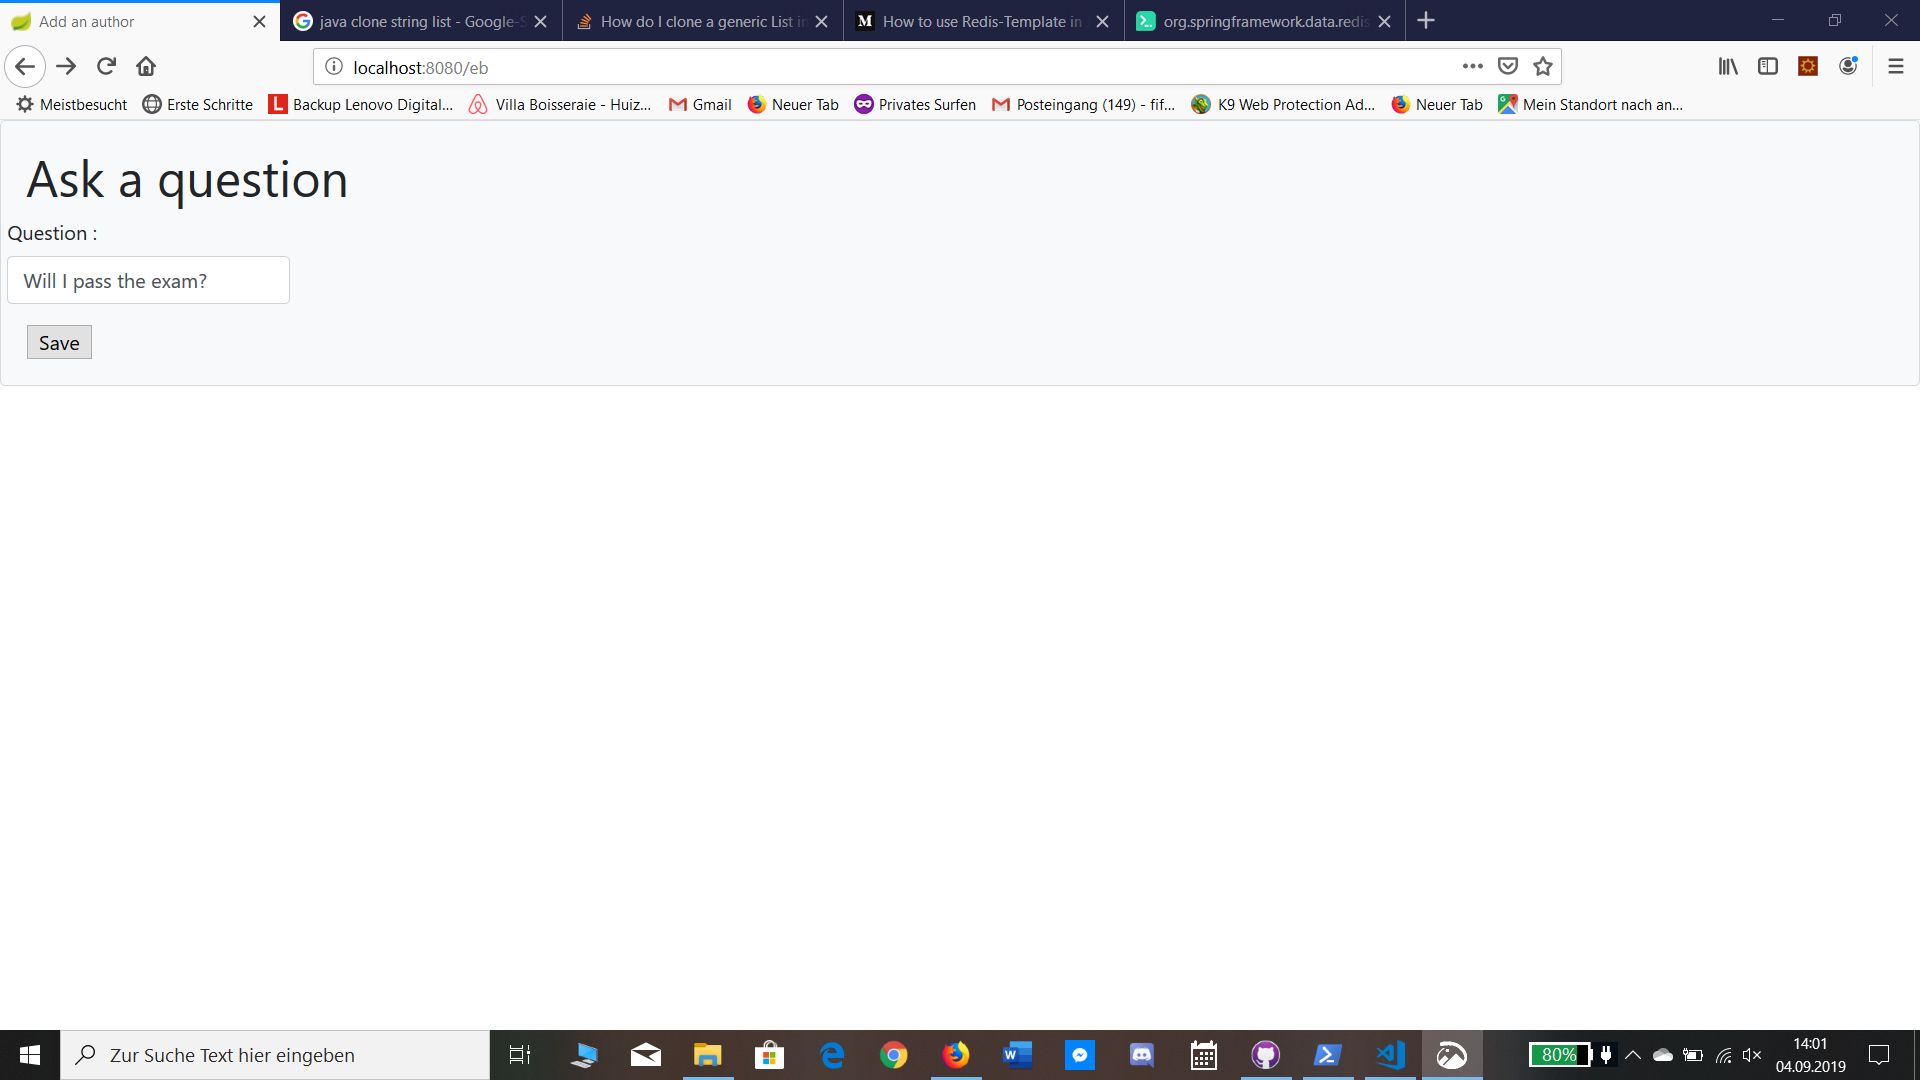 Add an author
java clone string list - Google-S
How do I clone a generic List in
M How to use Redis-Template in
org.springframework.data.redis
localhost:8080/eb
Meistbesucht
Erste Schritte
L Backup Lenovo Digital...
Villa Boisseraie - Huiz...
Gmail
Neuer Tab
Privates Surfen
Posteingang (149) - fif...
K9 Web Protection Ad...
Neuer Tab
Mein Standort nach an...
Ask a question
Question :
Will I pass the exam?
Save
Zur Suche Text hier eingeben
80%
14:01
04.09.2019